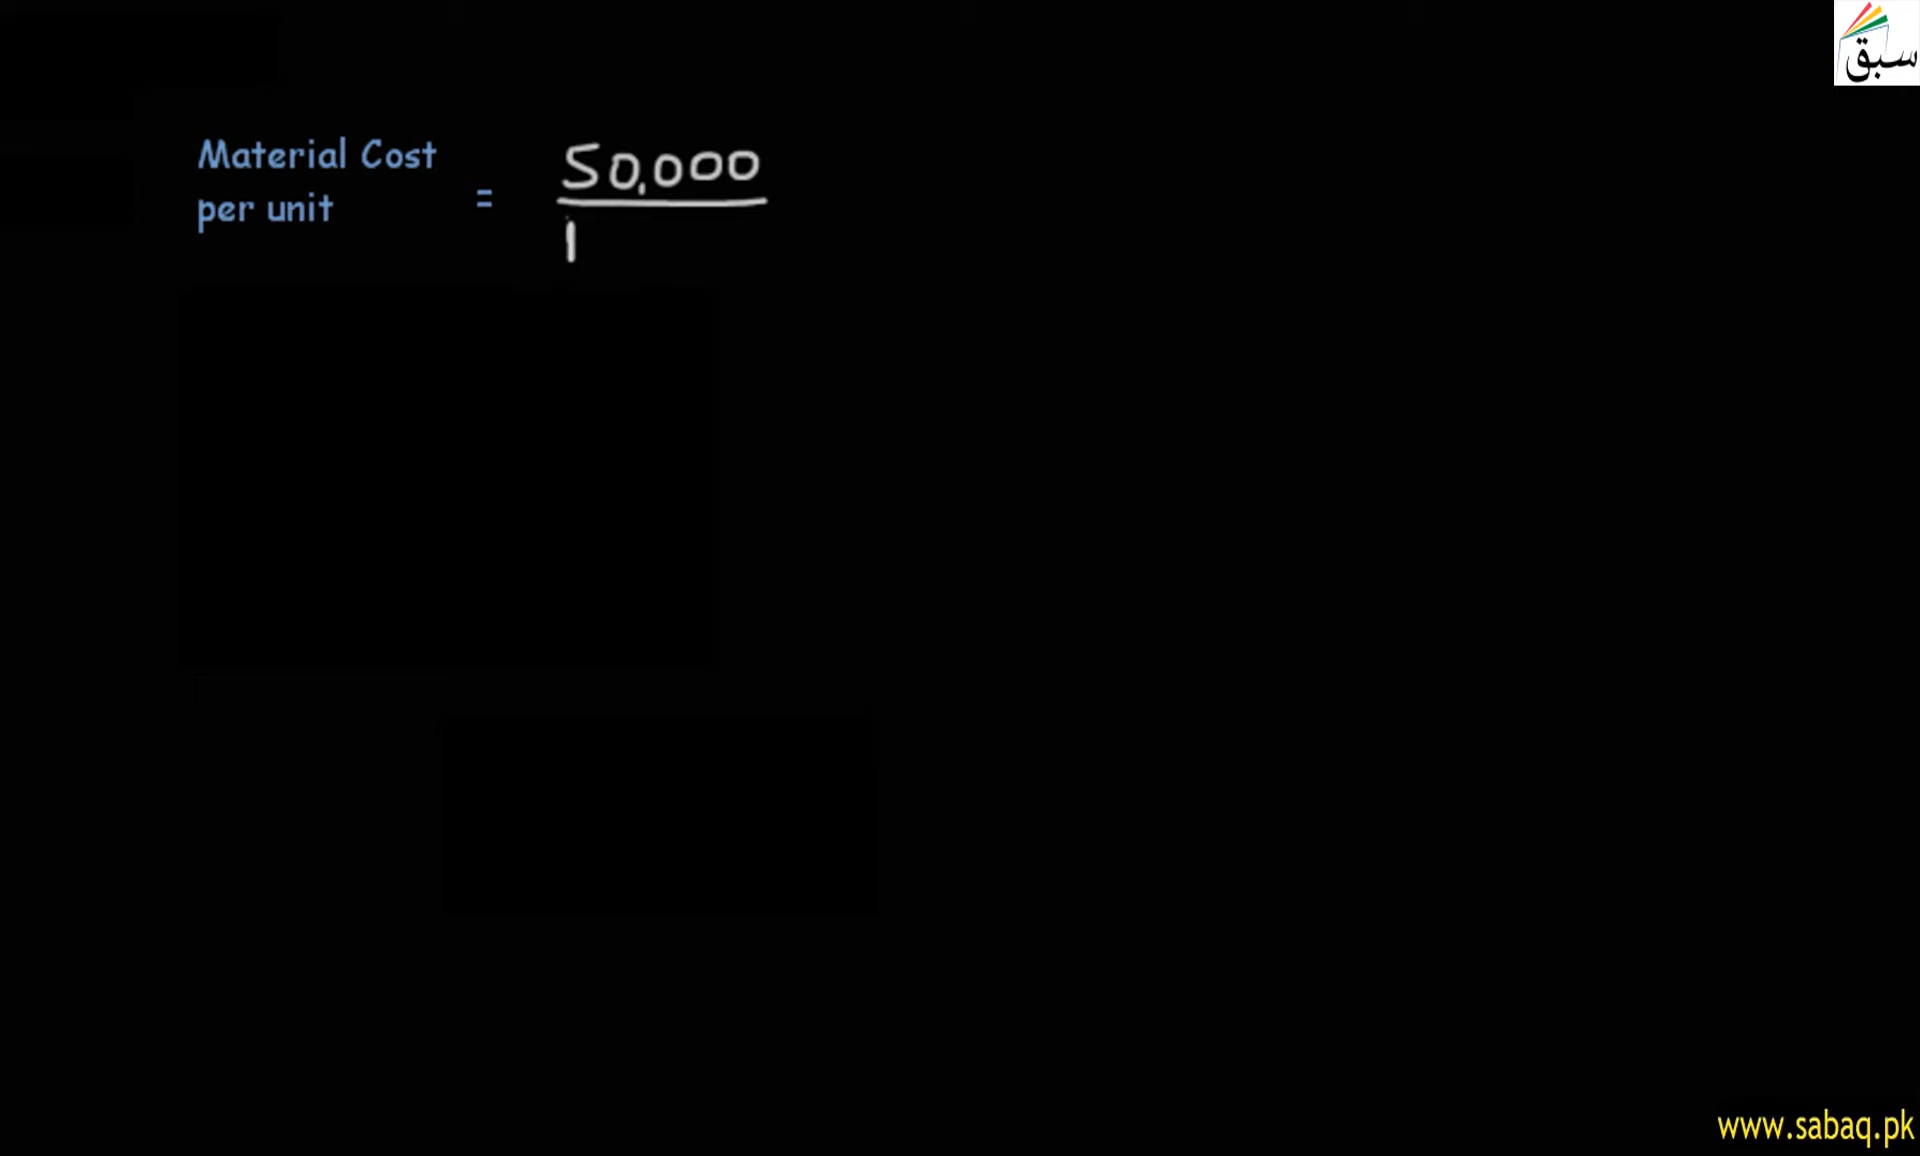 سبق
Material Cost
per unit
=
50,000
1
www.sabaq.pk